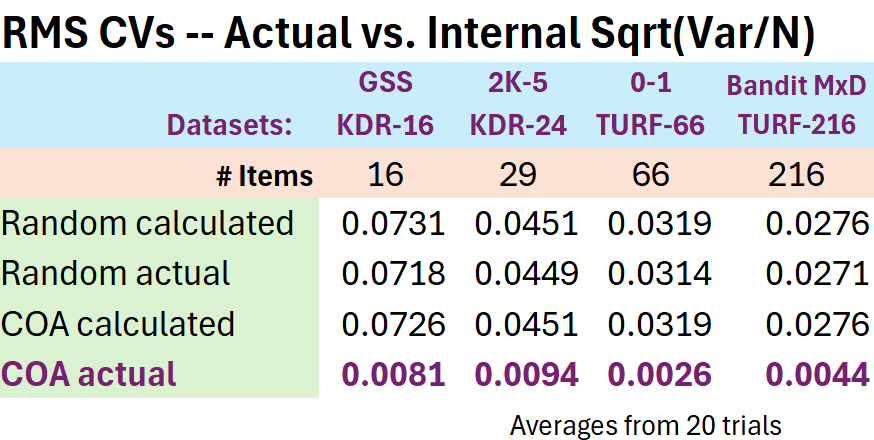 RMS CVs -- Actual vs. Internal Sqrt(Var/N)
GSS 2K-5 0-1 Bandit MxD
Datasets: KDR-16 KDR-24 TURF-66 TURF-216
# Items 16 29 66 216
Random calculated 0.0731 0.0451 0.0319 0.0276
Random actual 0.0718 0.0449 0.0314 0.0271
COA calculated 0.0726 0.0451 0.0319 0.0276
COA actual 0.0081 0.0094 0.0026 0.0044
Averages from 20 trials